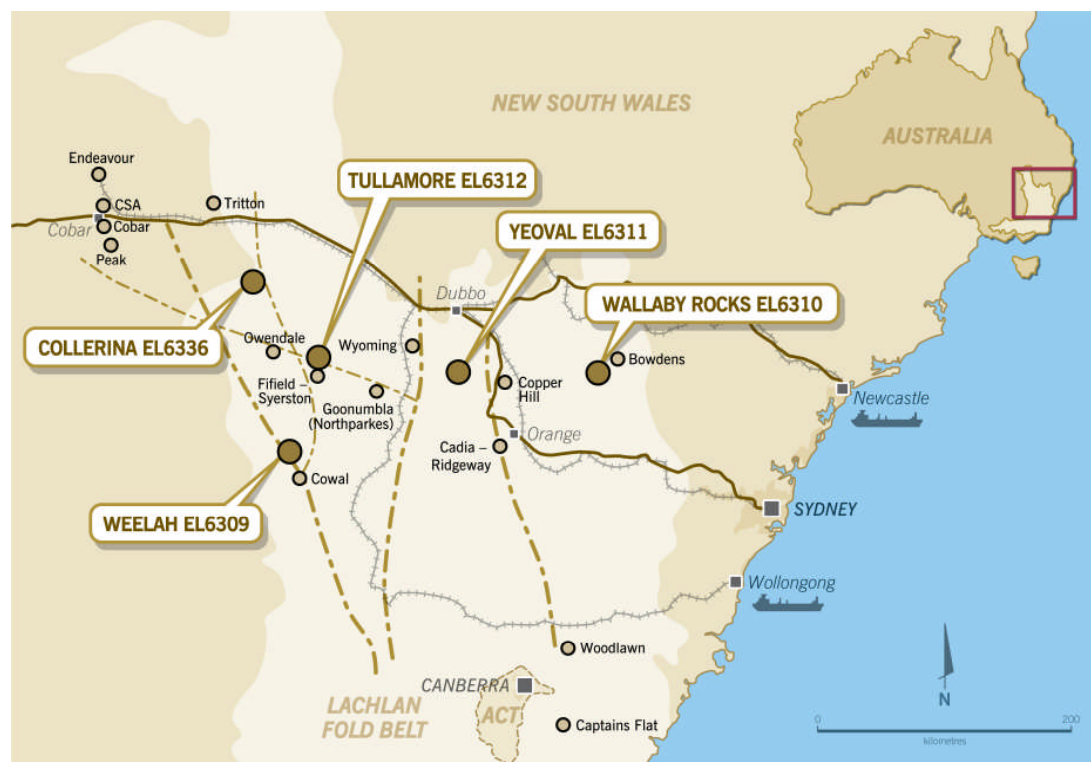 NEW SOUTH WALES
AUSTRALIA
Endeavour
TULLAMORE EL6312
CSA
Tritton
Cobar
Cobar
YEOVAL EL6311
Peak
Dubbo
WALLABY ROCKS EL6310
COLLERINA EL6336
Owendale
Wyoming
Bowdens
Fifield –
Syerston
Goonumbla
(Northparkes)
Copper
Hill
Newcastle
Orange
Cadia –
Ridgeway
Cowal
WEELAH EL6309
SYDNEY
Wollongong
Woodlawn
CANBERRA
LACHLAN
FOLD BELT
ACT
Captains Flat
N
0
200
kilometres